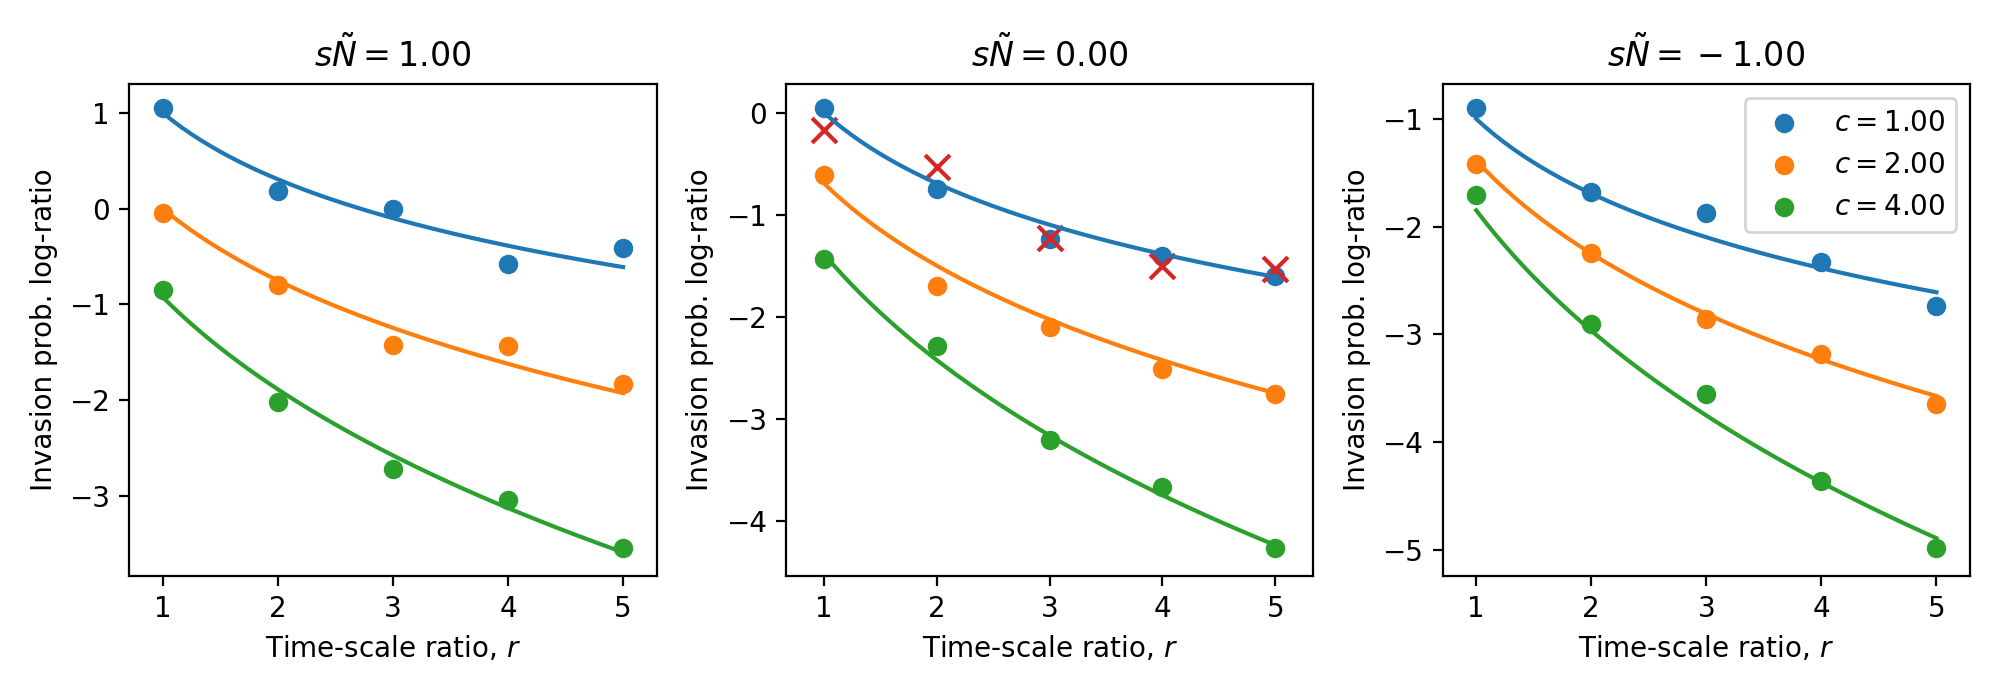 sÑ = 1.00
Invasion prob. log-ratio
1
0
−1
−2
−3
1 2 3 4 5
Time-scale ratio, r
sÑ = 0.00
Invasion prob. log-ratio
0
−1
−2
−3
−4
1 2 3 4 5
Time-scale ratio, r
sÑ = − 1.00
Invasion prob. log-ratio
−1
−2
−3
−4
−5
1 2 3 4 5
Time-scale ratio, r
c = 1.00
c = 2.00
c = 4.00